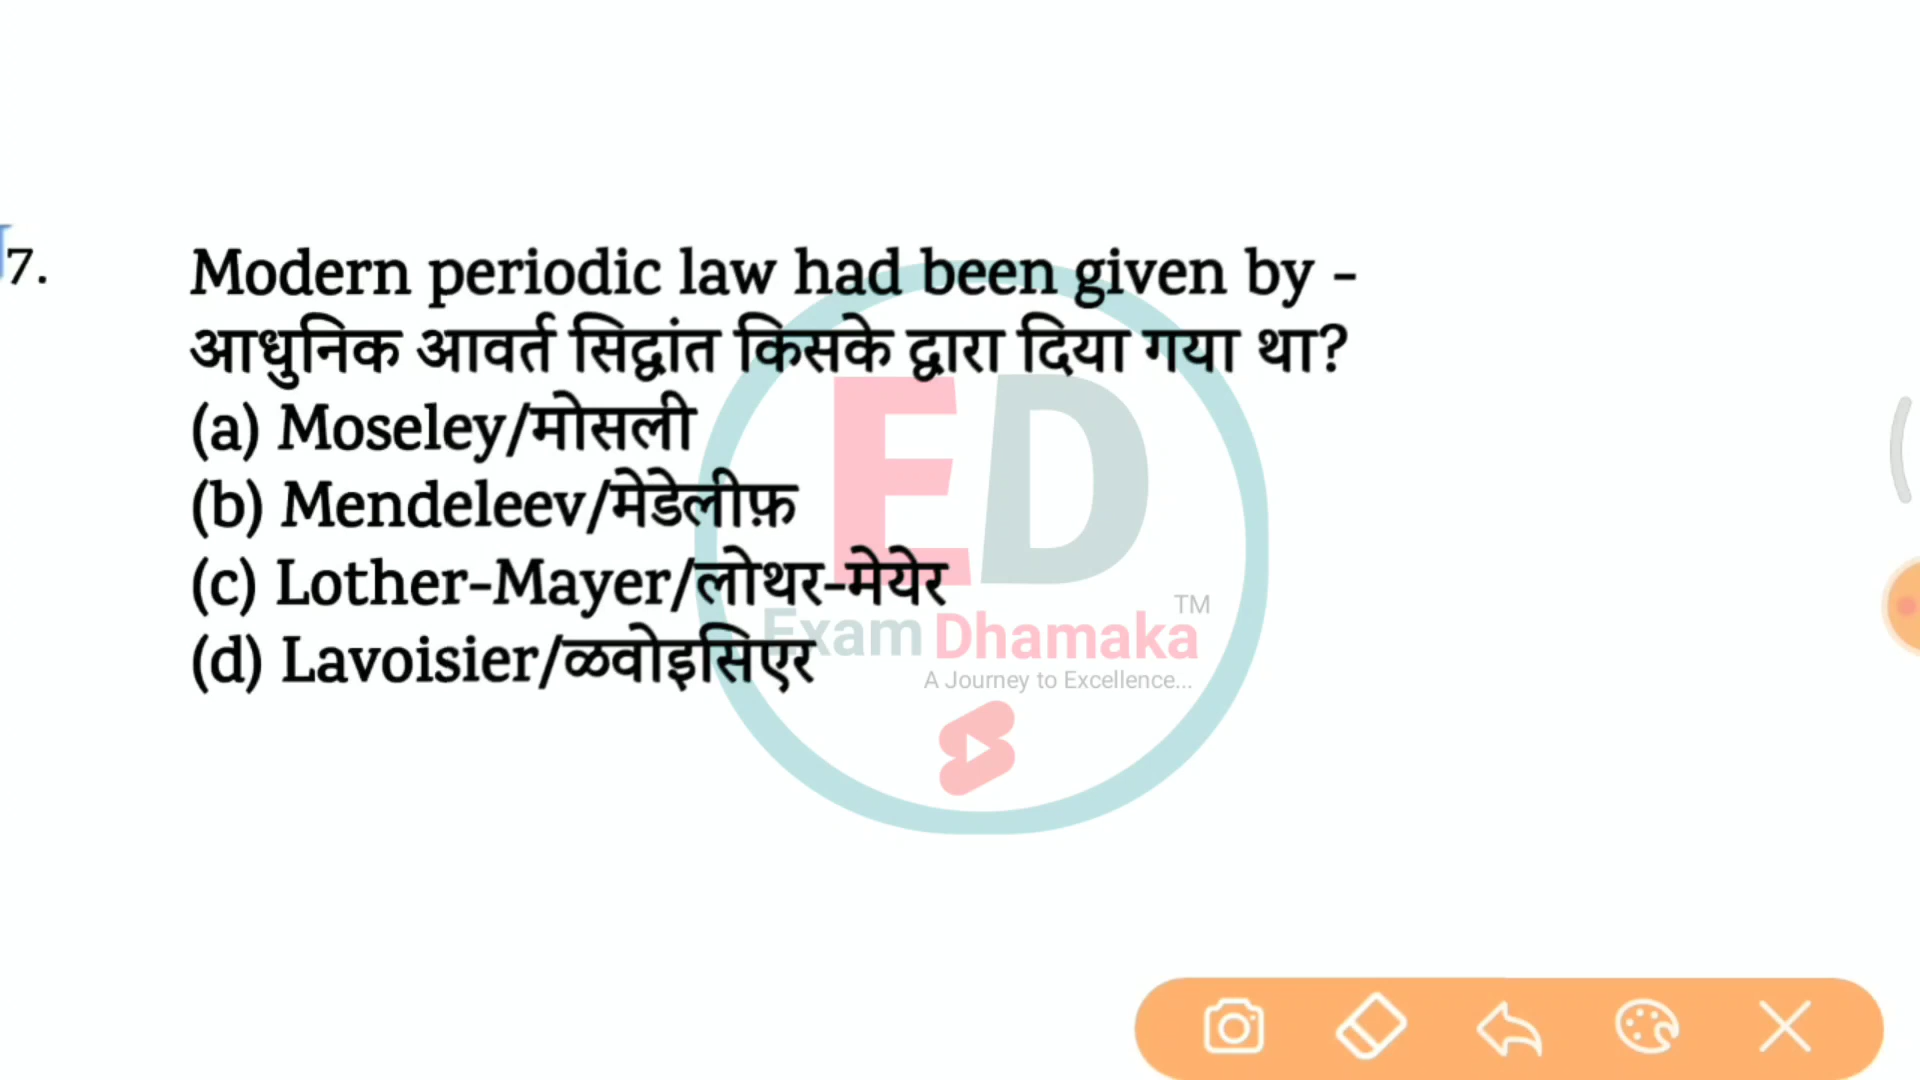 7.
Modern periodic law had been given by -
आधुनिक आवर्त सिद्वांत किसके द्वारा दिया गया था?
(a) Moseley/मोसली
(b) Mendeleev/मेडेलीफ़
(c) Lother-Mayer/लोथर-मेयेर
(d) Lavoisier/ळवोइसिएर
ED
Exam Dhamaka TM
A Journey to Excellence...